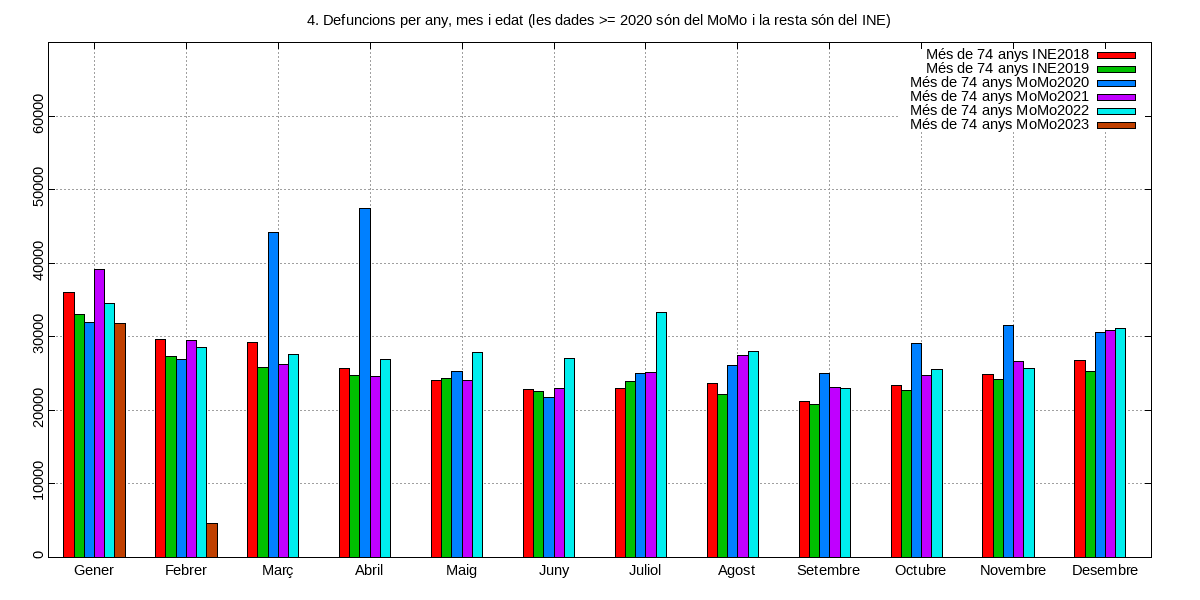 4. Defuncions per any, mes i edat (les dades >= 2020 són del MoMo i la resta són del INE)
Més de 74 anys INE2018
Més de 74 anys INE2019
Més de 74 anys MoMo2020
Més de 74 anys MoMo2021
Més de 74 anys MoMo2022
Més de 74 anys MoMo2023
60000
50000
40000
30000
20000
10000
0
Gener Febrer Març Abril Maig Juny Juliol Agost Setembre Octubre Novembre Desembre